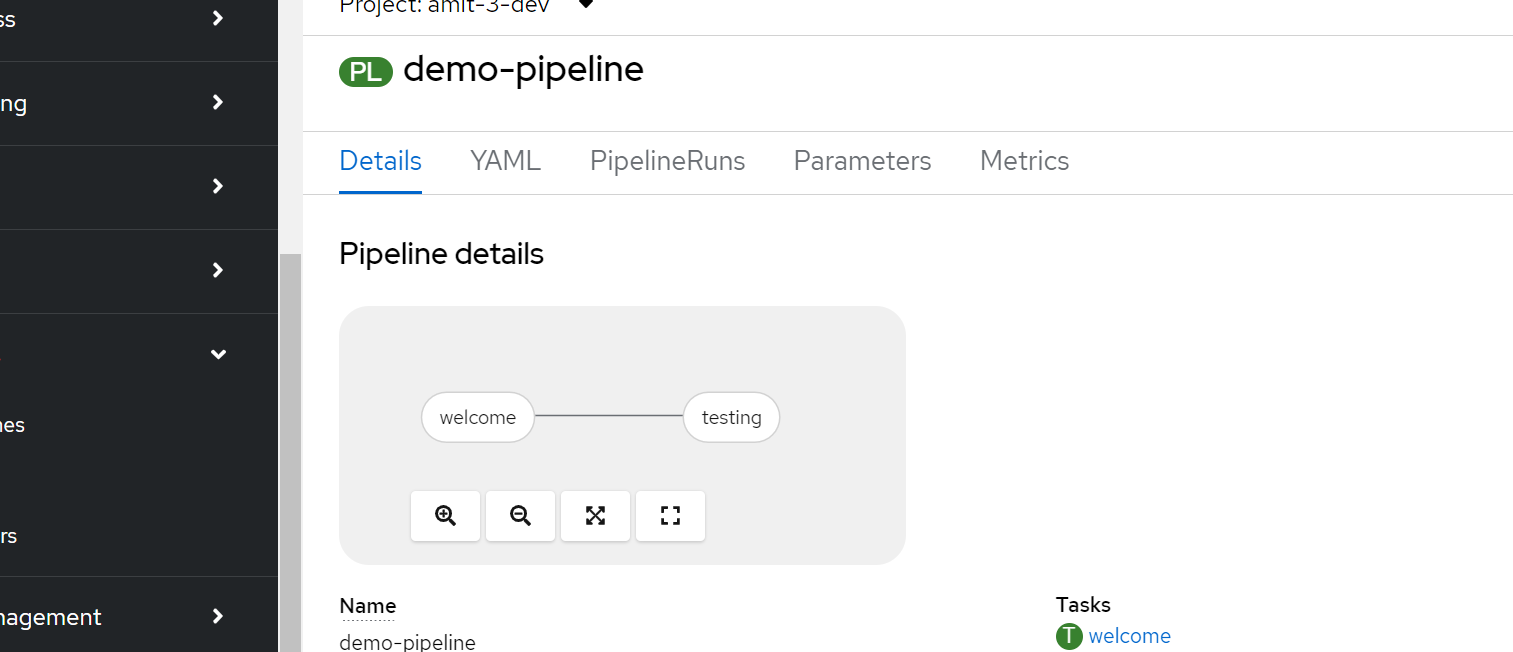 ss
Project: amit-3-dev
PL demo-pipeline
ng
Details YAML PipelineRuns Parameters Metrics
Pipeline details
welcome testing
nes
rs
Name
demo-pipeline
Tasks
T welcome
nagement